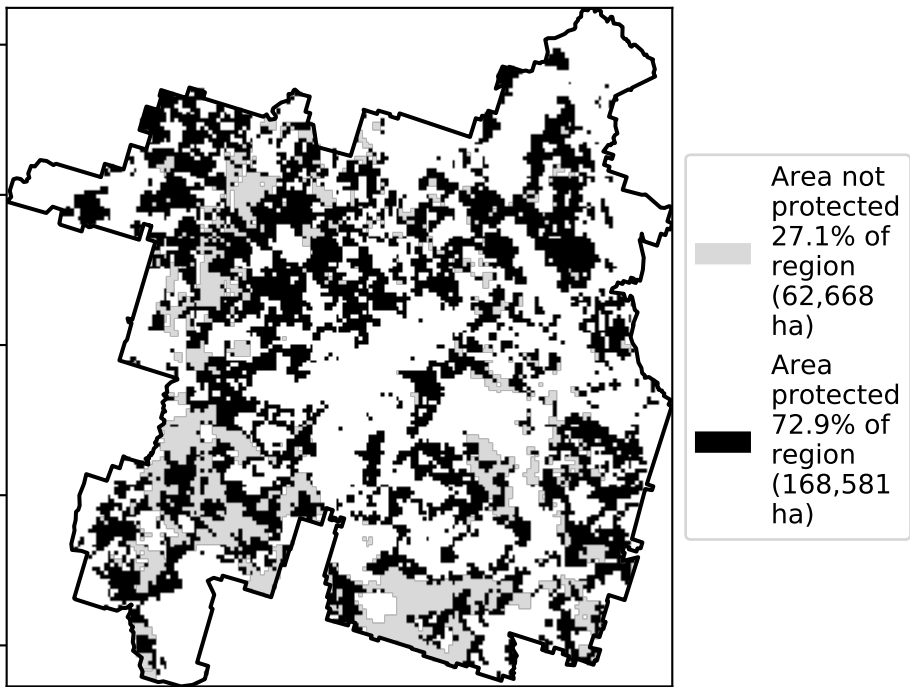 Area not
protected
27.1% of
region
(62,668
ha)
Area
protected
72.9% of
region
(168,581
ha)